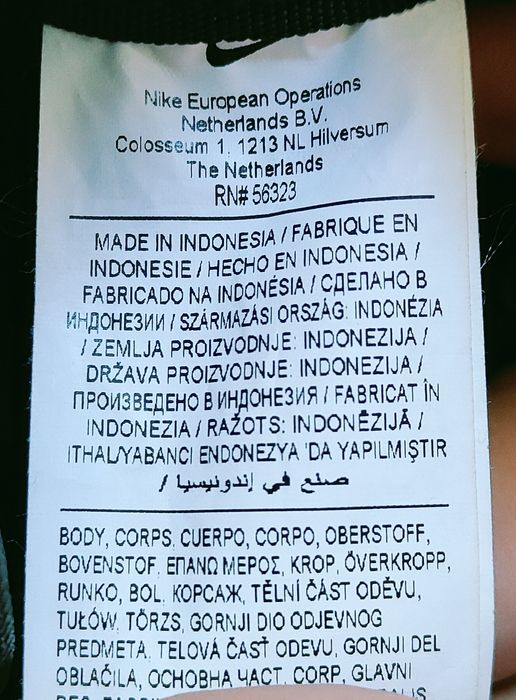 Nike European Operations
Netherlands B.V.
Colosseum 1, 1213 NL Hilversum
The Netherlands
RN# 56323
MADE IN INDONESIA / FABRIQUE EN
INDONESIE / HECHO EN INDONESIA /
FABRICADO NA INDONÉSIA / СДЕЛАНО В
ИНДОНЕЗИИ / SZÁRMAZÁSI ORSZÁG: INDONÉZIA
/ ZEMLJA PROIZVODNJE: INDONEZIJA /
DRŽAVA PROIZVODNJE: INDONEZIJA /
ПРОИЗВЕДЕНО В ИНДОНЕЗИЯ / FABRICAT ÎN
INDONEZIA / RAŽOTS: INDONĒZIJĀ /
ITHAL/YABANCI ENDONEZYA 'DA YAPILMIŞTIR
صنع في إندونيسيا /
BODY, CORPS, CUERPO, CORPO, OBERSTOFF,
BOVENSTOF, ΕΠΑΝΩ ΜΕΡΟΣ, KROP, ÖVERKROPP,
RUNKO, BOL, КОРСАЖ, TĚLNÍ ČÁST ODĚVU,
TUŁÓW, TÖRZS, GORNJI DIO ODJEVNOG
PREDMETA, TELOVÁ ČASŤ ODEVU, GORNJI DEL
OBLAČILA, ОСНОВНА ЧАСТ, CORP, GLAVNI